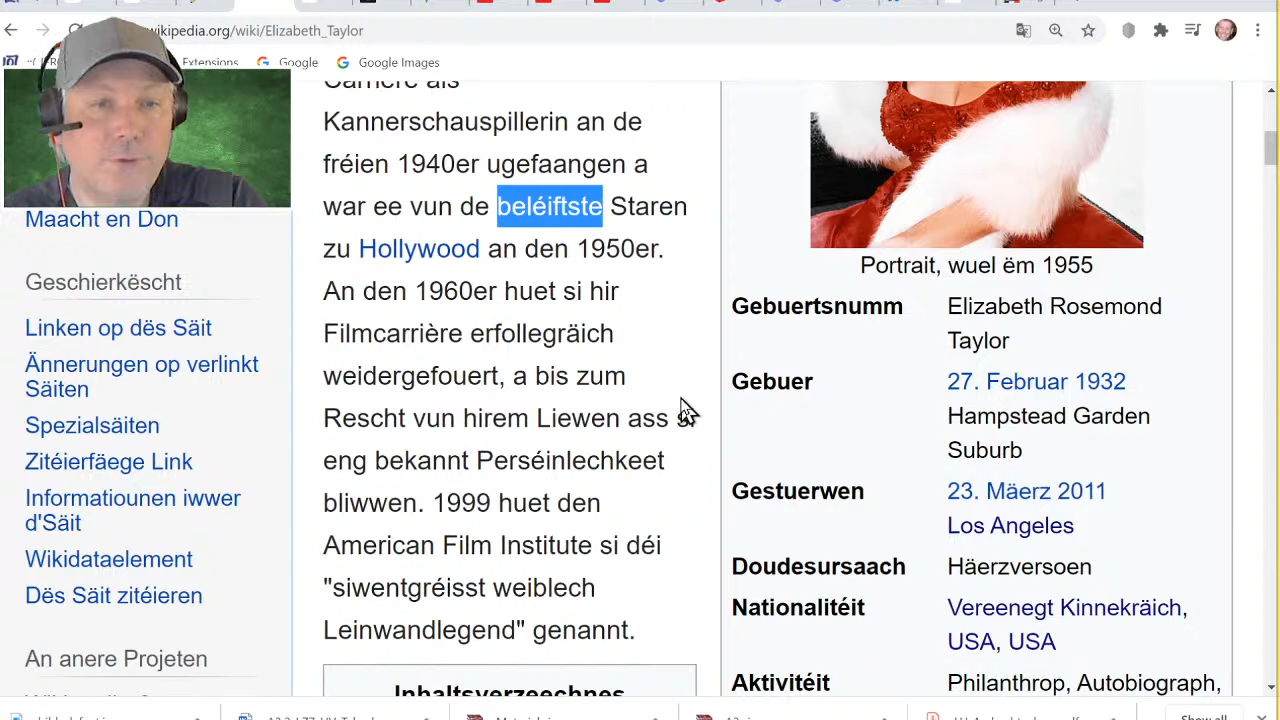 wikipedia.org/wiki/Elizabeth_Taylor
Extensions
Google
Google Images
Maacht en Don
Geschierkëscht
Linken op dës Säit
Ännerungen op verlinkt
Säiten
Spezialsäiten
Zitéierfäege Link
Informatiounen iwwer
d'Säit
Wikidataelement
Dës Säit zitéieren
An anere Projeten
Carrière als
Kannerschauspillerin an de
fréien 1940er ugefaangen a
war ee vun de beléiftste Staren
zu Hollywood an den 1950er.
An den 1960er huet si hir
Filmcarrière erfollegräich
weidergefouert, a bis zum
Rescht vun hirem Liewen ass
eng bekannt Perséinlechkeet
bliwwen. 1999 huet den
American Film Institute si déi
"siwentgréisst weiblech
Leinwandlegend" genannt.
Inhaltsverzeechnes
Portrait, wuel ëm 1955
Gebuertsnumm Elizabeth Rosemond
Taylor
Gebuer 27. Februar 1932
Hampstead Garden
Suburb
Gestuerwen 23. Mäerz 2011
Los Angeles
Doudesursaach Häerzversoen
Nationalitéit Vereenegt Kinnekräich,
USA, USA
Aktivitéit Philanthrop, Autobiograph,
Show all